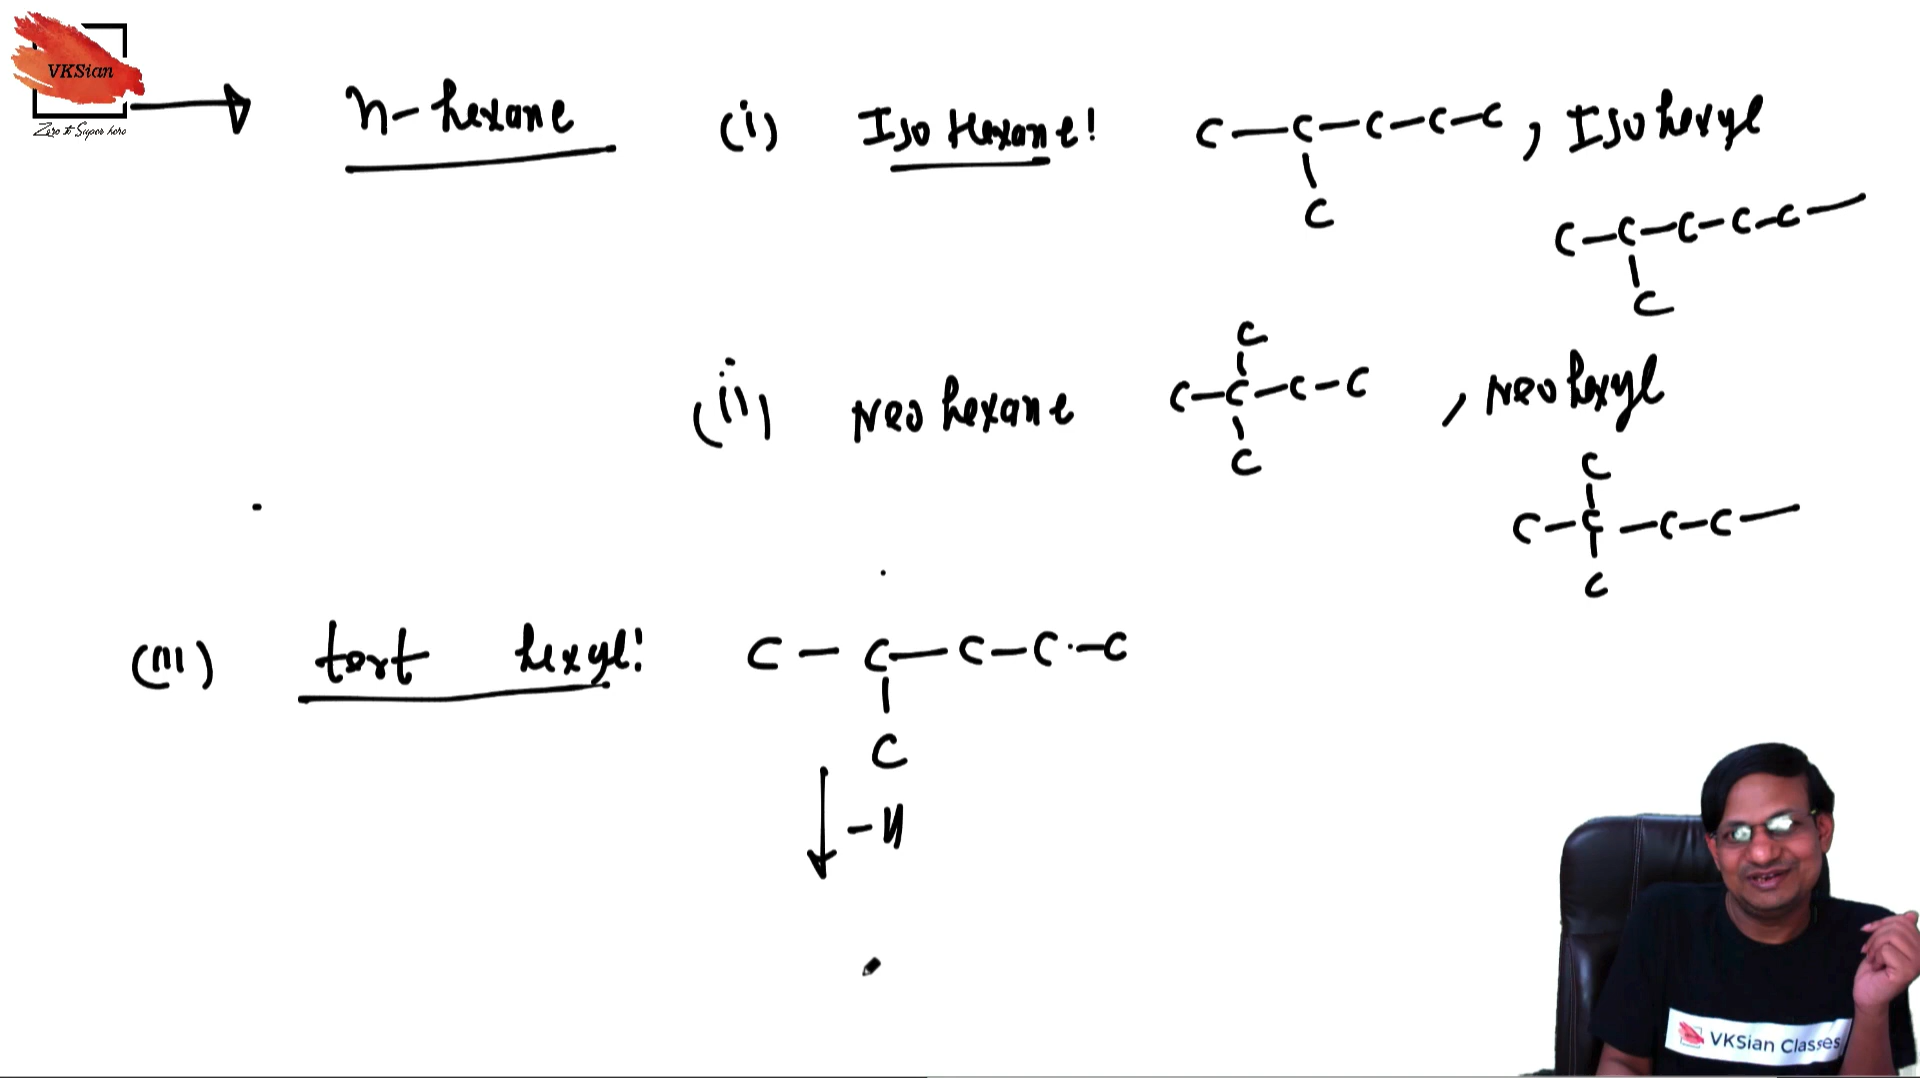 VKSian
Zero to Super hero
n-hexane (i) Iso Hexane! C-C-C-C-C , Iso hexyl
C
C-C-C-C-C-
C
C
(ii) Neo hexane C-C-C-C , Neo hexyl
C
C
C-C-C-C-
C
(III) tert hexyl! C-C-C-C-C
C
-H
VKSian Classes